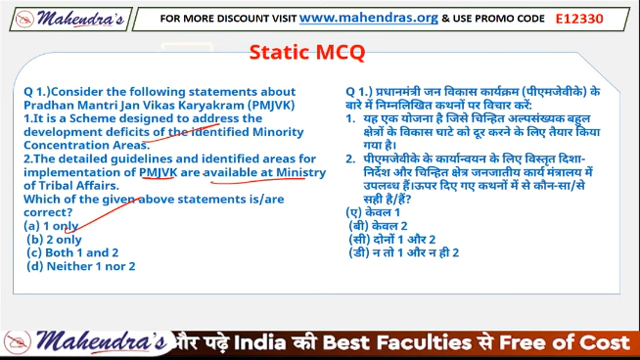 Mahendra's
FOR MORE DISCOUNT VISIT www.mahendras.org & USE PROMO CODE E12330
Static MCQ
Q 1.)Consider the following statements about
Pradhan Mantri Jan Vikas Karyakram (PMJVK)
1.It is a Scheme designed to address the
development deficits of the identified Minority
Concentration Areas.
2.The detailed guidelines and identified areas for
implementation of PMJVK are available at Ministry
of Tribal Affairs.
Which of the given above statements is/are
correct?
(a) 1 only
(b) 2 only
(c) Both 1 and 2
(d) Neither 1 nor 2
Q 1.) प्रधानमंत्री जन विकास कार्यक्रम (पीएमजेवीके) के
बारे में निम्नलिखित कथनों पर विचार करें:
1. यह एक योजना है जिसे चिन्हित अल्पसंख्यक बहुल
क्षेत्रों के विकास घाटे को दूर करने के लिए तैयार किया
गया है।
2. पीएमजेवीके के कार्यान्वयन के लिए विस्तृत दिशा-
निर्देश और चिन्हित क्षेत्र जनजातीय कार्य मंत्रालय में
उपलब्ध हैं।ऊपर दिए गए कथनों में से कौन-सा/से
सही है/हैं?
(ए) केवल 1
(बी) केवल 2
(सी) दोनों 1 और 2
(डी) न तो 1 और न ही 2
Mahendra's और पढ़े India की Best Faculties से Free of Cost